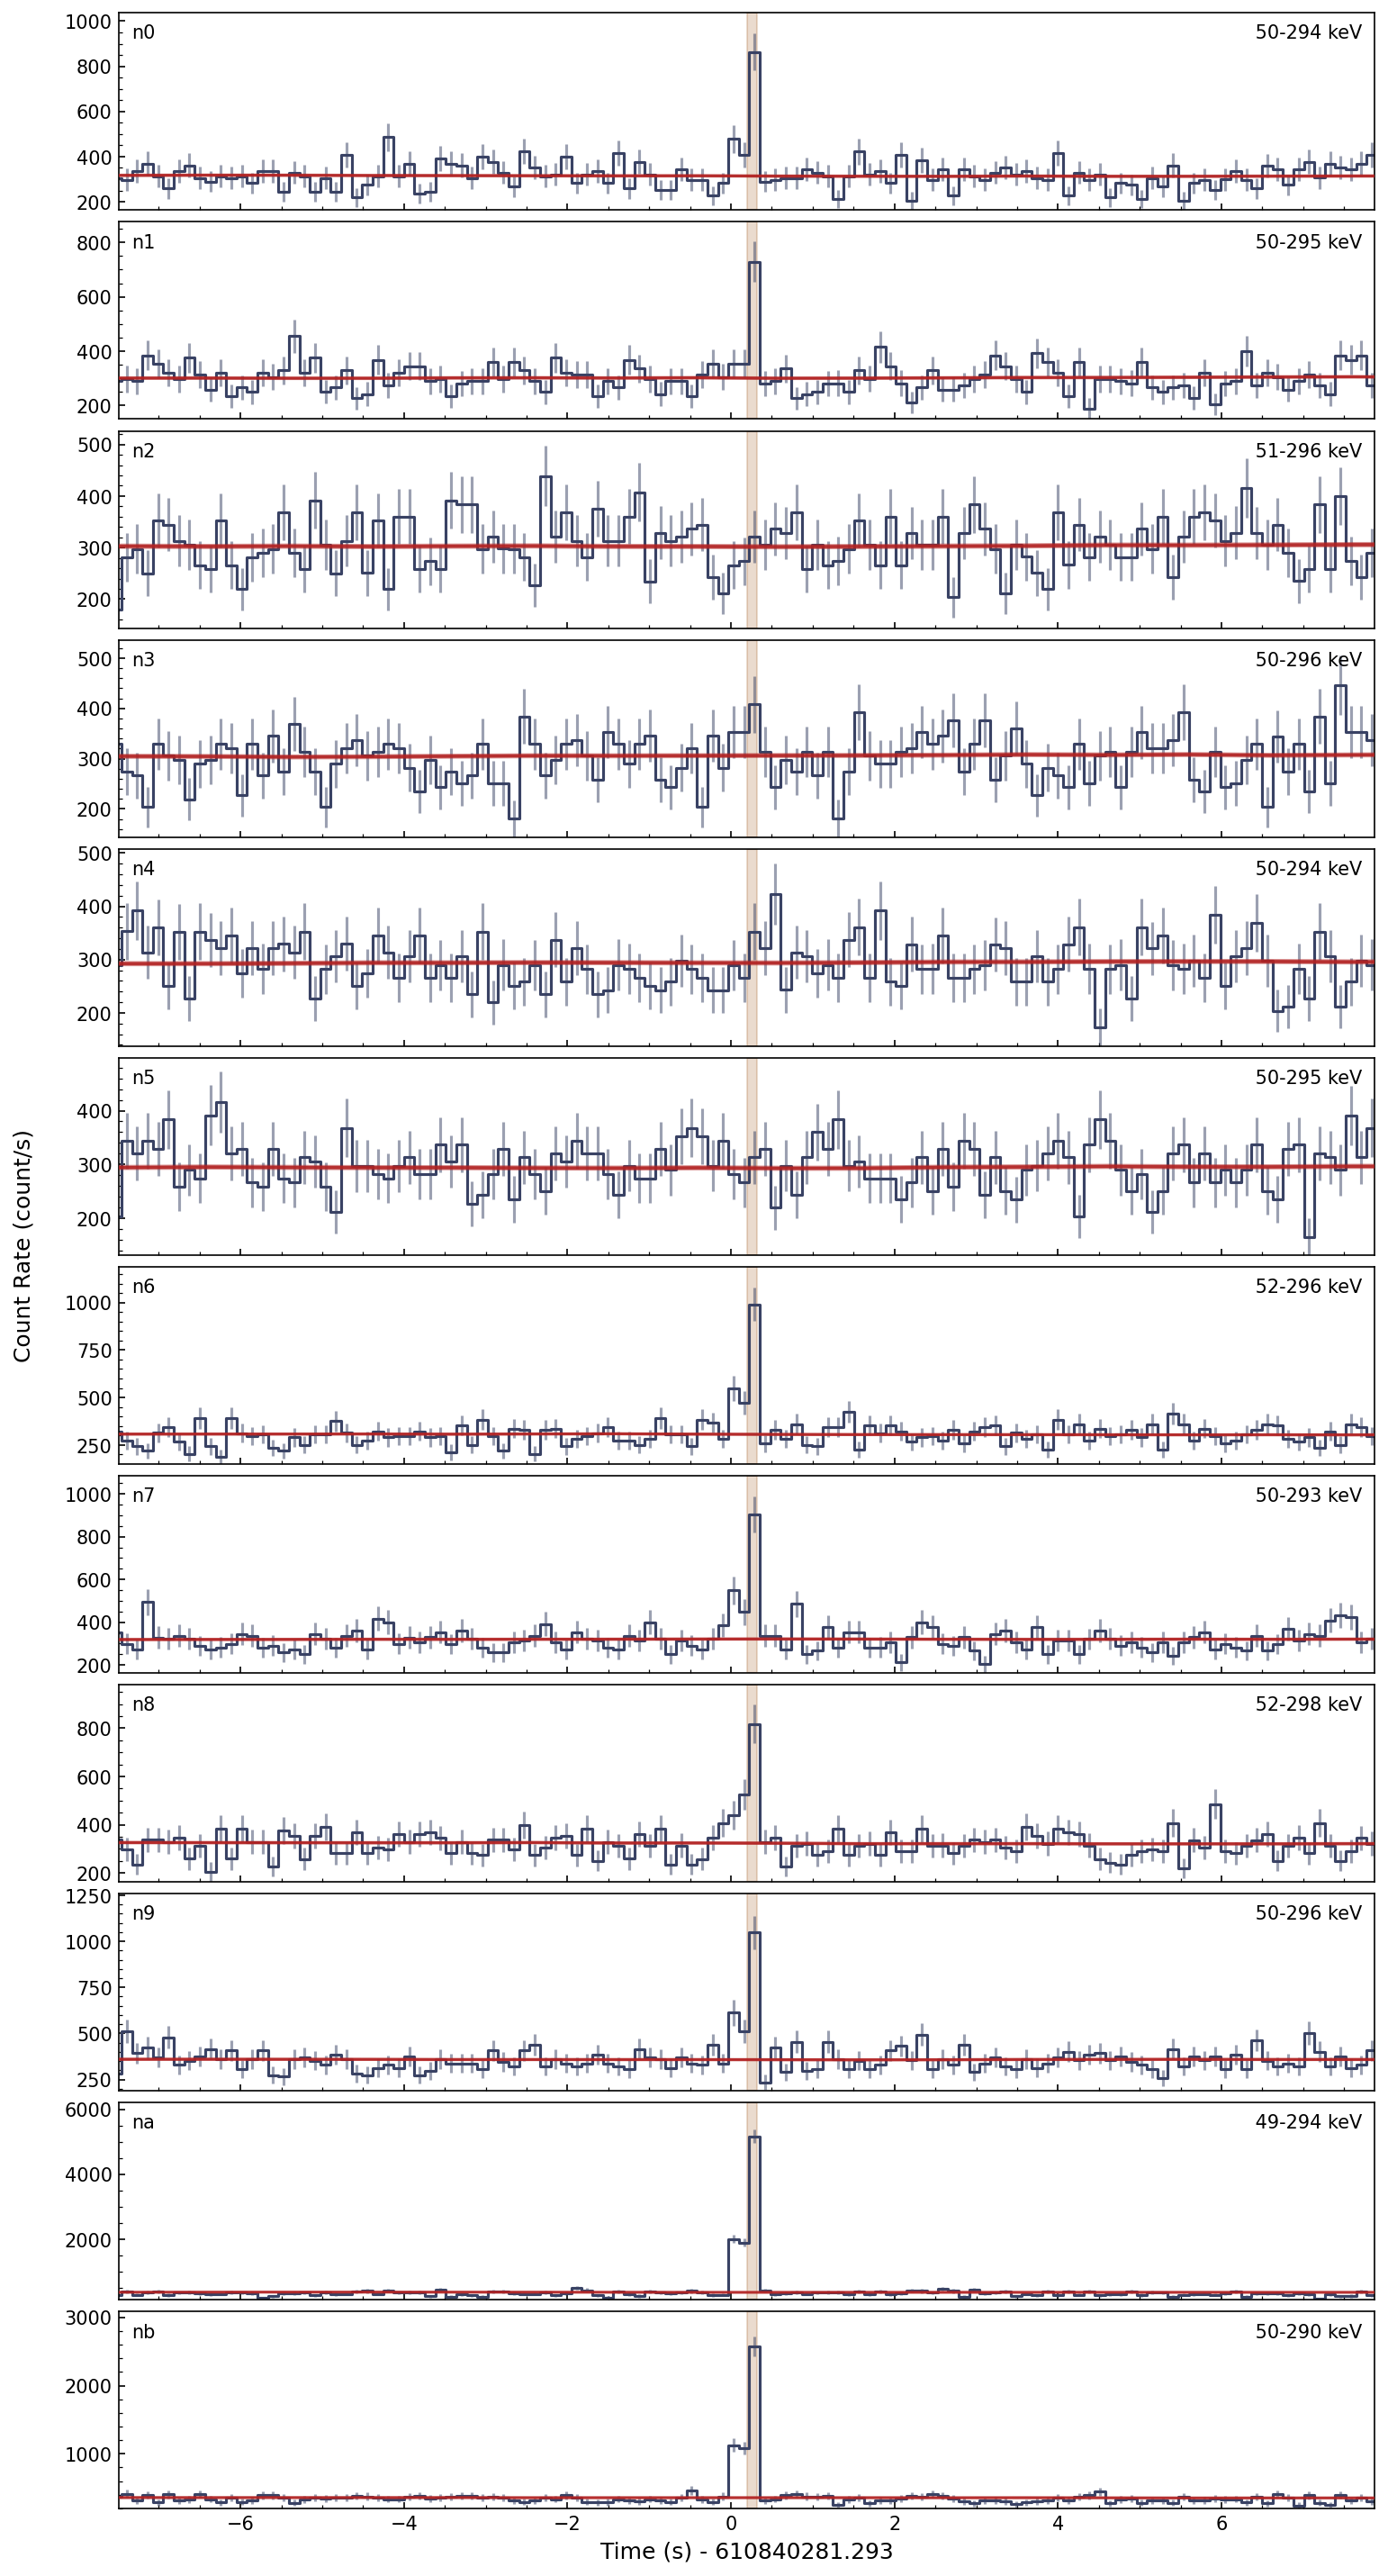 1000
n0
50-294 keV
800
600
400
200
n1
50-295 keV
800
600
400
200
500
n2
51-296 keV
400
300
200
500
n3
50-296 keV
400
300
200
500
n4
50-294 keV
400
300
200
n5
50-295 keV
400
300
200
n6
52-296 keV
1000
750
500
250
n7
50-293 keV
1000
800
600
400
200
n8
52-298 keV
800
600
400
200
1250
n9
50-296 keV
1000
750
500
250
6000
na
49-294 keV
4000
2000
3000
nb
50-290 keV
2000
1000
Count Rate (count/s)
−6 −4 −2 0 2 4 6
Time (s) - 610840281.293